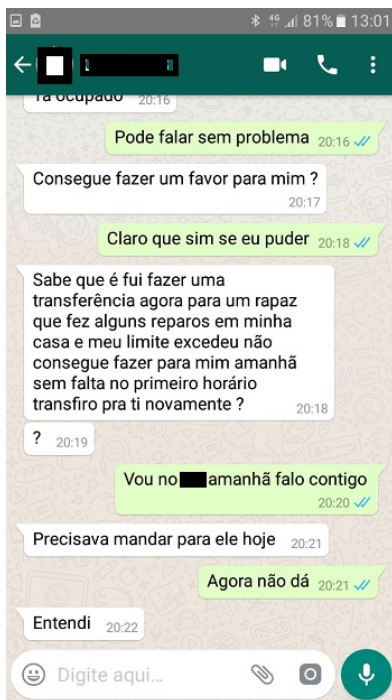 4G 81% 13:01
Ta ocupado 20:16
Pode falar sem problema 20:16
Consegue fazer um favor para mim ?
20:17
Claro que sim se eu puder 20:18
Sabe que é fui fazer uma
transferência agora para um rapaz
que fez alguns reparos em minha
casa e meu limite excedeu não
consegue fazer para mim amanhã
sem falta no primeiro horário
transfiro pra ti novamente ?
20:18
? 20:19
Vou no amanhã falo contigo
20:20
Precisava mandar para ele hoje 20:21
Agora não dá 20:21
Entendi 20:22
Digite aqui...